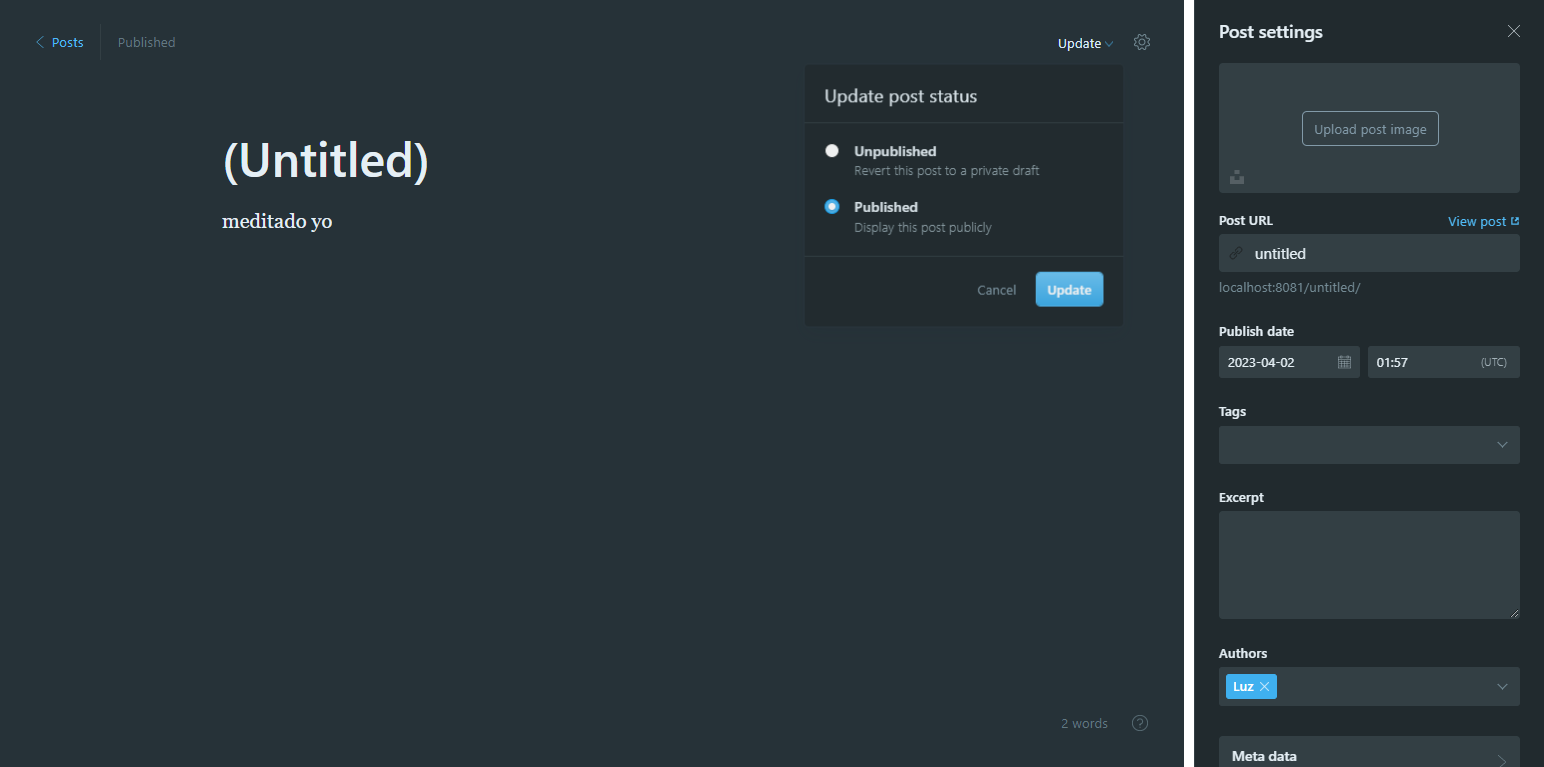 Posts
Published
Update
Update post status
Unpublished
Revert this post to a private draft
Published
Display this post publicly
Cancel
Update
(Untitled)
meditado yo
2 words
?
Post settings
Upload post image
Post URL
View post
untitled
localhost:8081/untitled/
Publish date
2023-04-02
01:57
(UTC)
Tags
Excerpt
Authors
Luz
Meta data